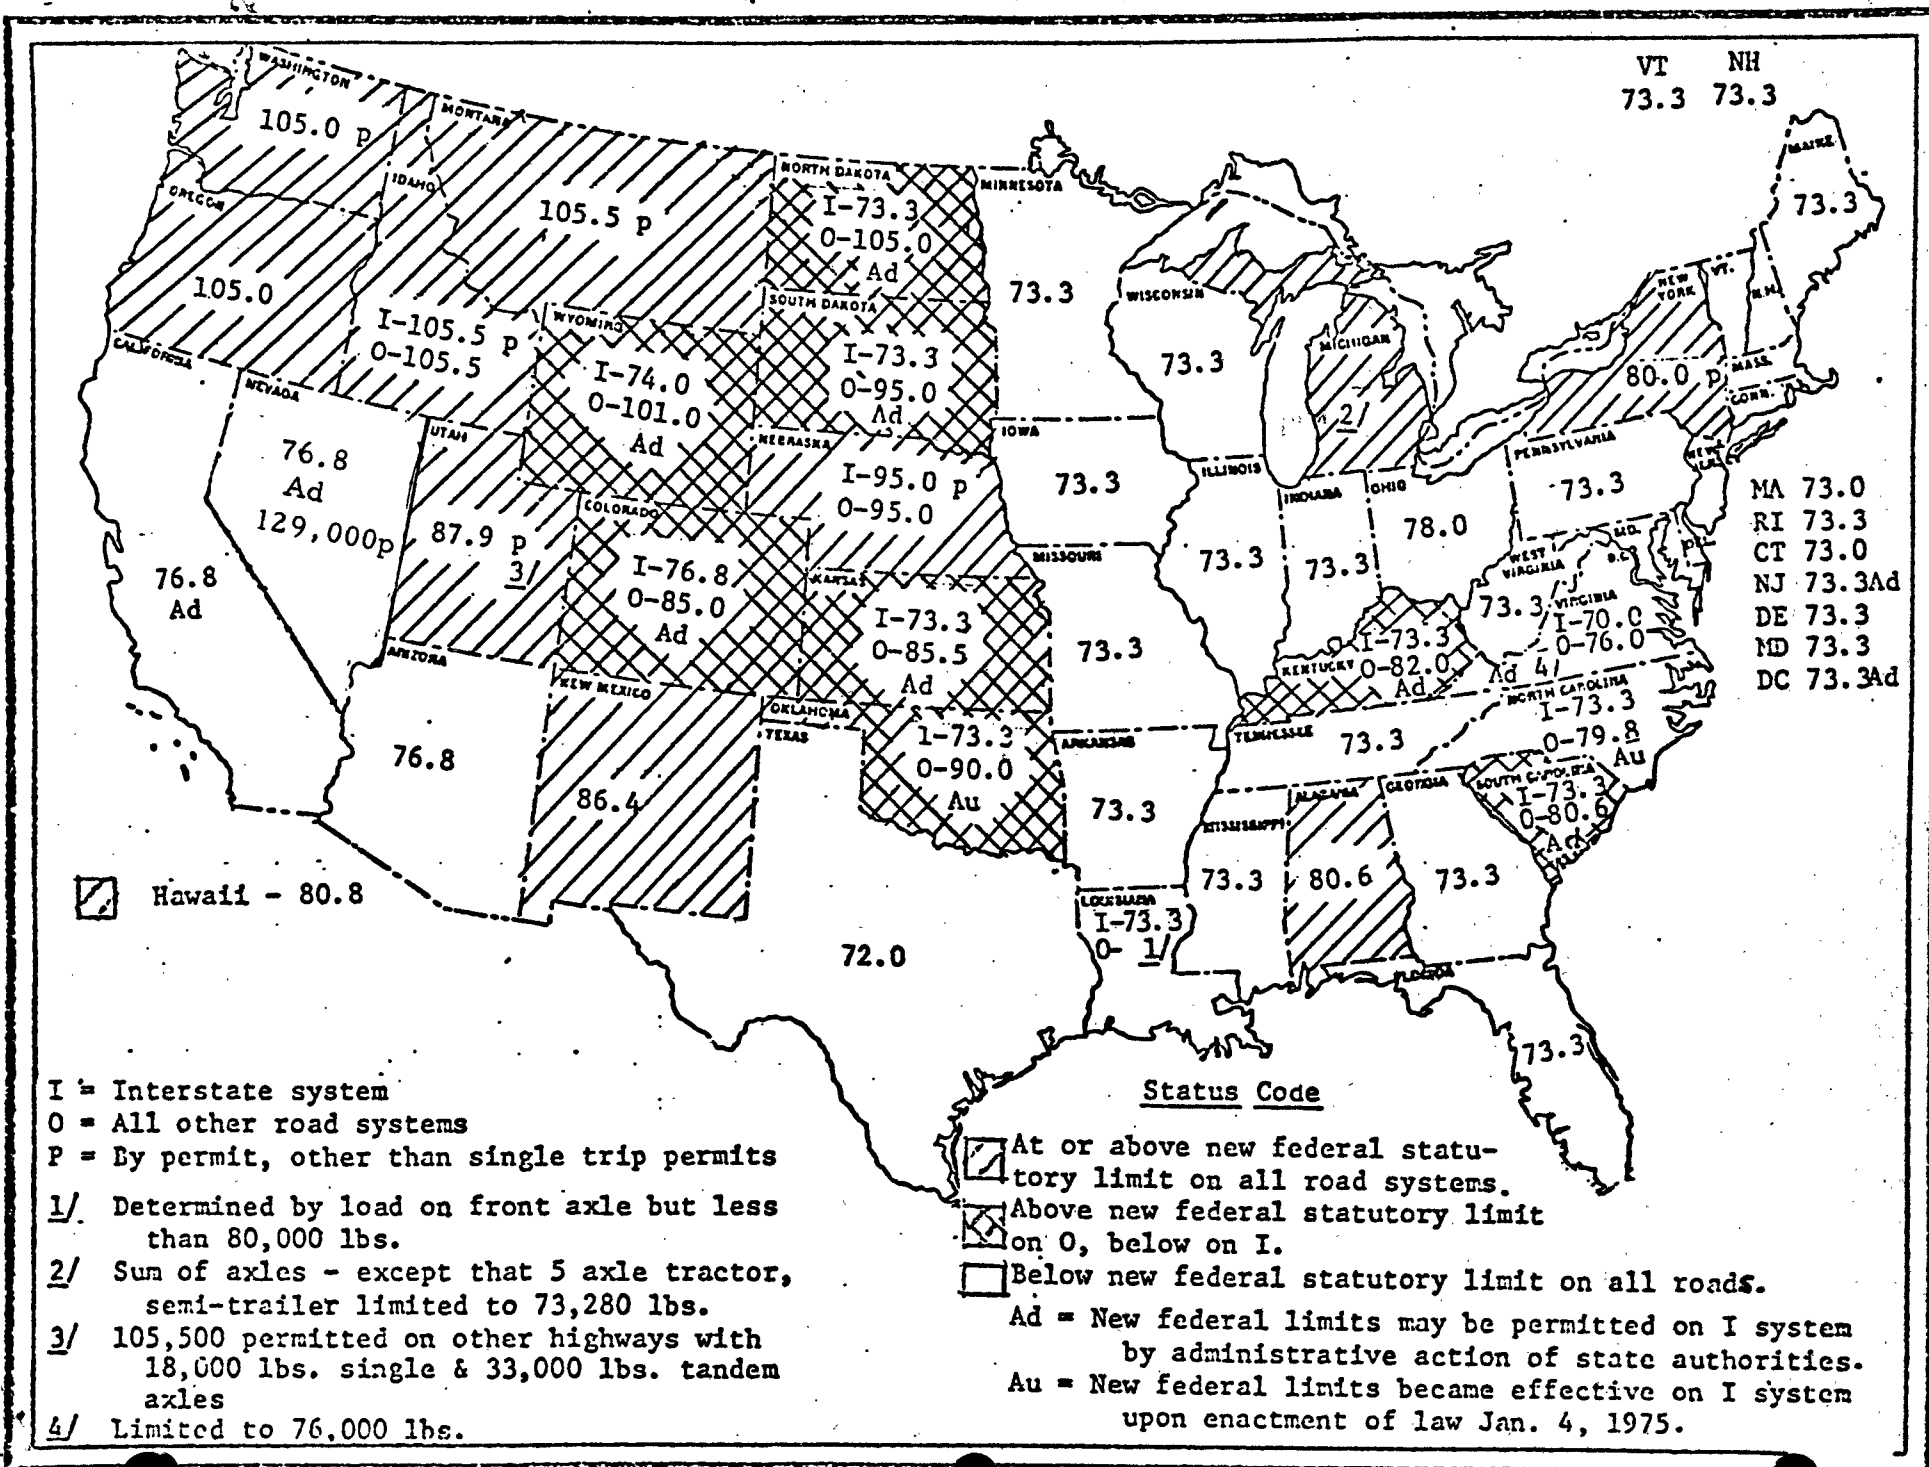 VT NH
73.3 73.3
WASHINGTON
105.0 p
MONTANA
105.5 p
IDAHO
I-105.5 p
O-105.5
OREGON
105.0
NORTH DAKOTA
I-73.3
O-105.0
Ad
MINNESOTA
73.3
MAINE
73.3
SOUTH DAKOTA
I-73.3
O-95.0
Ad
WYOMING
I-74.0
O-101.0
Ad
WISCONSIN
73.3
MICHIGAN
2/
NEW
YORK
80.0 p
VT.
N.H.
MASS.
CONN.
CALIFORNIA
76.8
Ad
NEVADA
76.8
Ad
129,000p
UTAH
87.9 p
3/
COLORADO
I-76.8
O-85.0
Ad
NEBRASKA
I-95.0 p
O-95.0
IOWA
73.3
ILLINOIS
73.3
INDIANA
73.3
OHIO
78.0
PENNSYLVANIA
73.3
NEW
MA 73.0
RI 73.3
CT 73.0
NJ 73.3Ad
DE 73.3
MD 73.3
DC 73.3Ad
KANSAS
I-73.3
O-85.5
Ad
MISSOURI
73.3
WEST
VIRGINIA
73.3
MD.
D.C.
VIRGINIA
I-70.0
O-76.0
Ad 4/
KENTUCKY
I-73.3
O-82.0
Ad
ARIZONA
76.8
NEW MEXICO
86.4
OKLAHOMA
I-73.3
O-90.0
Au
TEXAS
72.0
ARKANSAS
73.3
TENNESSEE
73.3
NORTH CAROLINA
I-73.3
O-79.8
Au
SOUTH CAROLINA
I-73.3
O-80.6
Ad
MISSISSIPPI
73.3
ALABAMA
80.6
GEORGIA
73.3
LOUISIANA
I-73.3
O- 1/
FLORIDA
73.3
Hawaii - 80.8
I = Interstate system
O = All other road systems
P = By permit, other than single trip permits
1/ Determined by load on front axle but less
than 80,000 lbs.
2/ Sum of axles - except that 5 axle tractor,
semi-trailer limited to 73,280 lbs.
3/ 105,500 permitted on other highways with
18,000 lbs. single & 33,000 lbs. tandem
axles
4/ Limited to 76,000 lbs.
Status Code
At or above new federal statu-
tory limit on all road systems.
Above new federal statutory limit
on O, below on I.
Below new federal statutory limit on all roads.
Ad = New federal limits may be permitted on I system
by administrative action of state authorities.
Au = New federal limits became effective on I system
upon enactment of law Jan. 4, 1975.